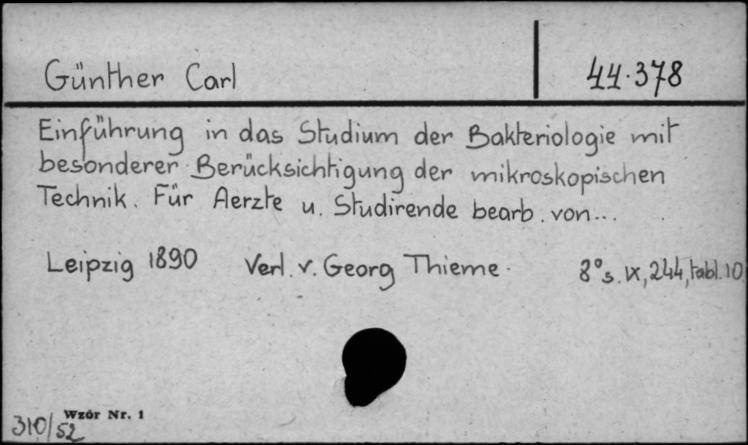 Günther Carl 44.378
Einführung in das Studium der Bakteriologie mit
besonderer Berücksichtigung der mikroskopischen
Technik. Für Aerzte u. Studirende bearb. von...
Leipzig 1890 Verl. v. Georg Thieme. 8° s. IX, 244, tabl. 10
Wzór Nr. 1
310/52